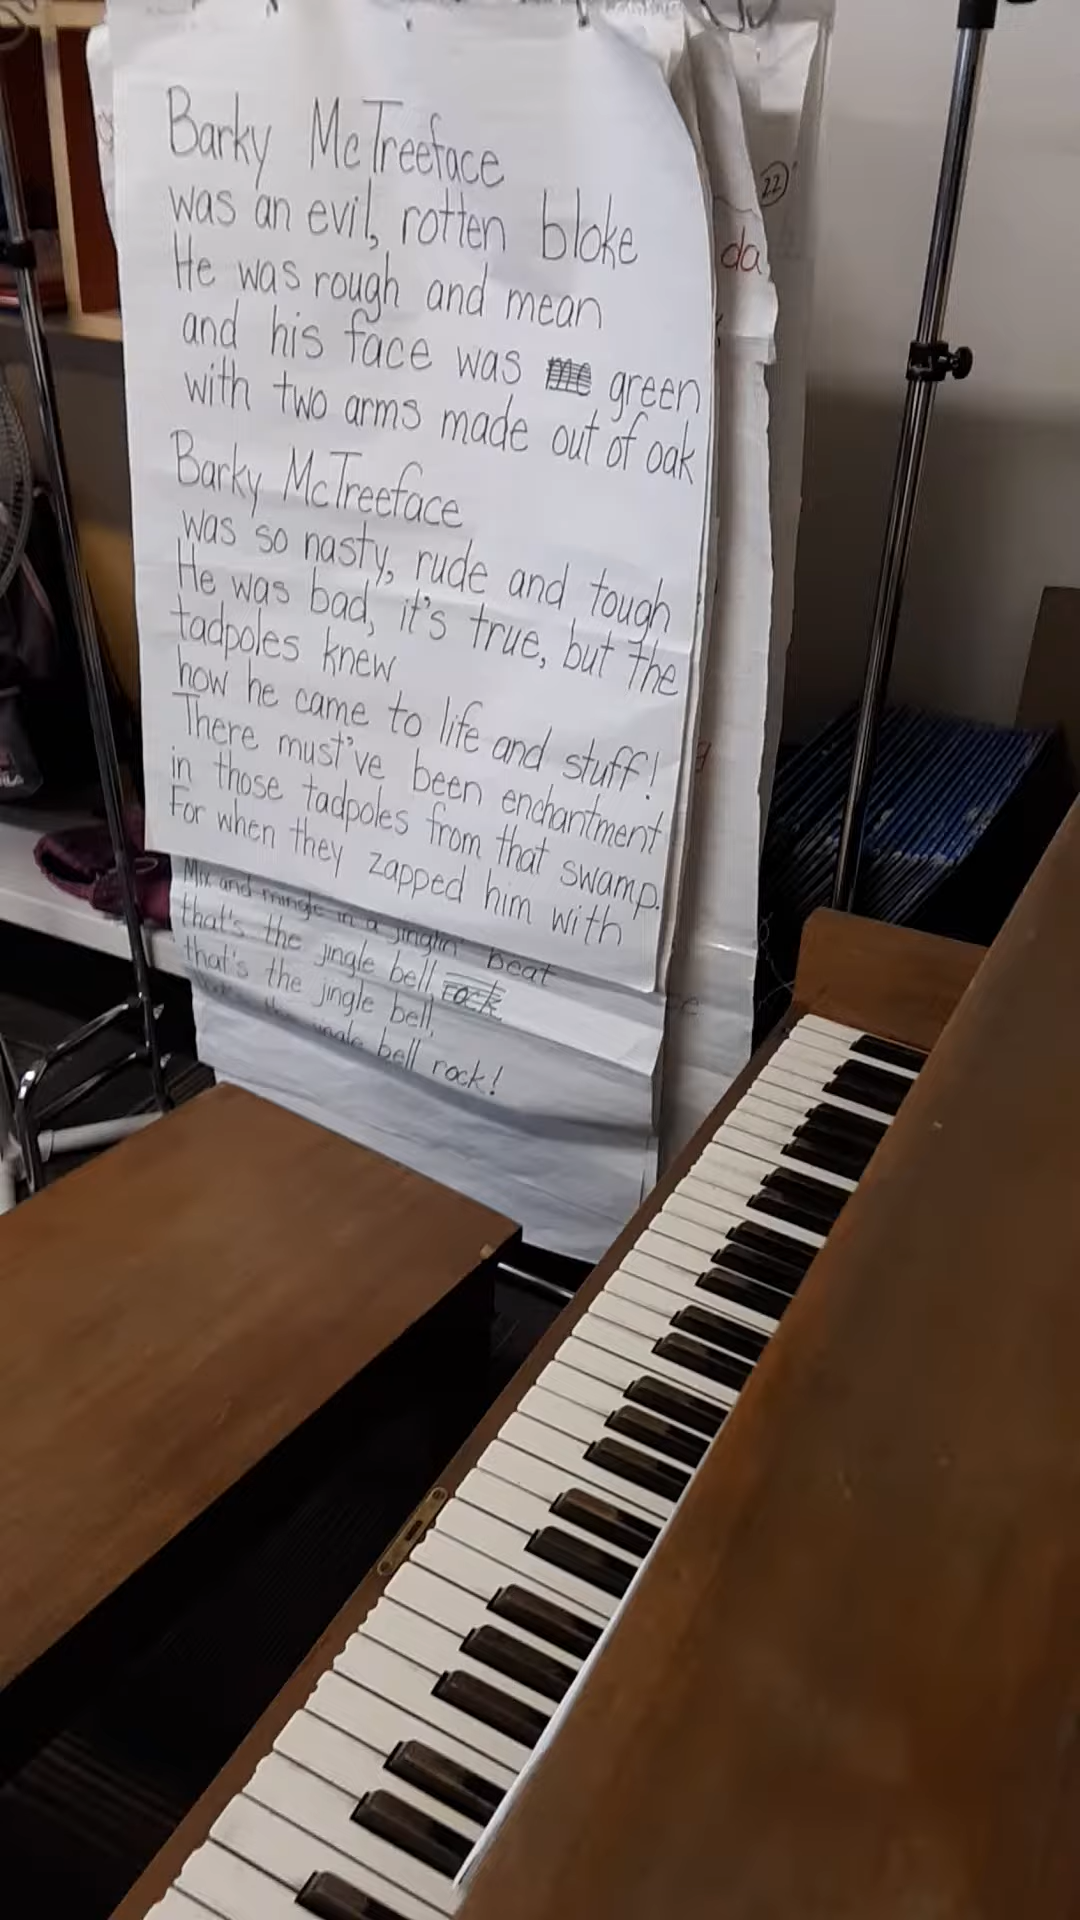 Barky McTreeface
was an evil, rotten bloke
He was rough and mean
and his face was green
with two arms made out of oak
Barky McTreeface
was so nasty, rude and tough
He was bad, it's true, but the
tadpoles knew
how he came to life and stuff!
There must've been enchantment
in those tadpoles from that swamp.
For when they zapped him with
Mix and mingle in a jinglin' beat
that's the jingle bell, rock
that's the jingle bell,
jingle bell rock!
22
da